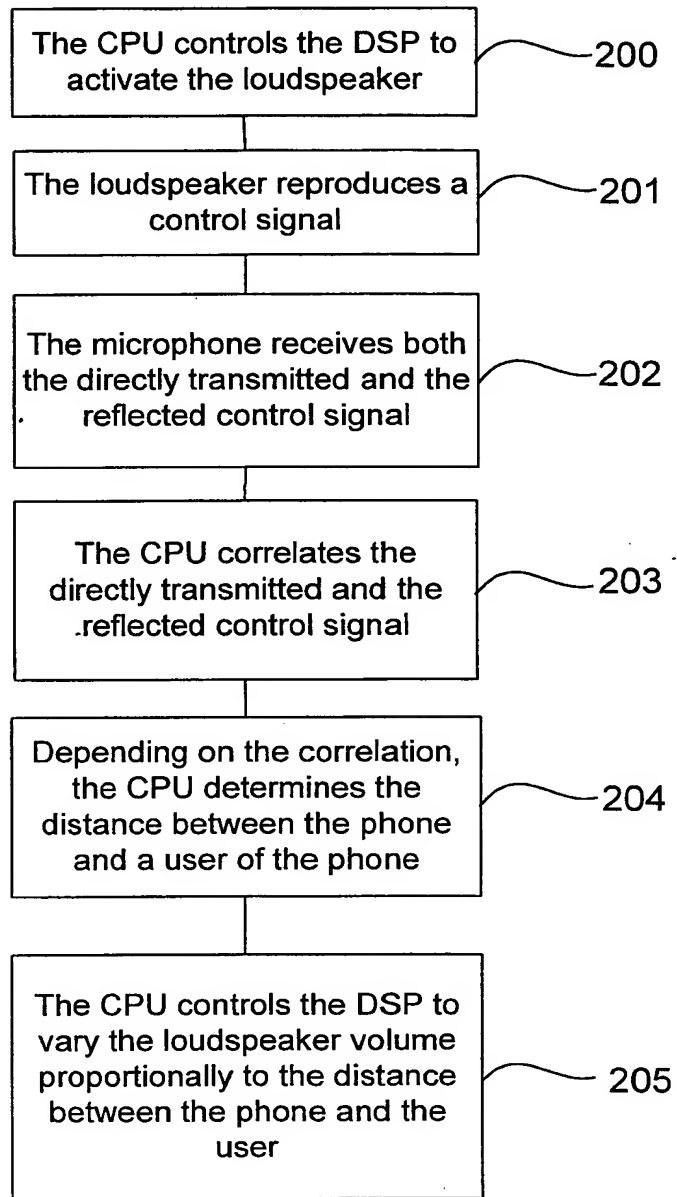 The CPU controls the DSP to
activate the loudspeaker
200
The loudspeaker reproduces a
control signal
201
The microphone receives both
the directly transmitted and the
reflected control signal
202
The CPU correlates the
directly transmitted and the
reflected control signal
203
Depending on the correlation,
the CPU determines the
distance between the phone
and a user of the phone
204
The CPU controls the DSP to
vary the loudspeaker volume
proportionally to the distance
between the phone and the
user
205